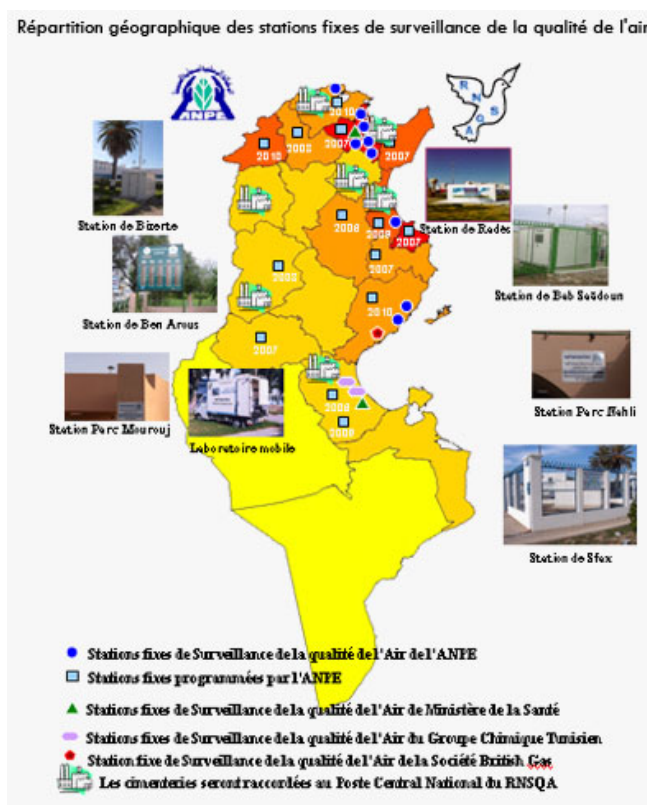 Répartition géographique des stations fixes de surveillance de la qualité de l'air
ANPE
R N S Q A
2010
2010
2008
2007
2007
Station de Bizerte
Station de Radès
2008
2007
2007
Station de Ben Arous
Station de Bab Saâdoun
2010
2007
Station Parc Mourouj
Laboratoire mobile
Station Parc Nahli
2008
Station de Sfax
Stations fixes de Surveillance de la qualité de l'Air de l'ANPE
Stations fixes programmées par l'ANPE
Stations fixes de Surveillance de la qualité de l'Air de Ministère de la Santé
Stations fixes de Surveillance de la qualité de l'Air du Groupe Chimique Tunisien
Station fixe de Surveillance de la qualité de l'Air de la Société British Gas
Les cimenteries seront raccordées au Poste Central National du RNSQA